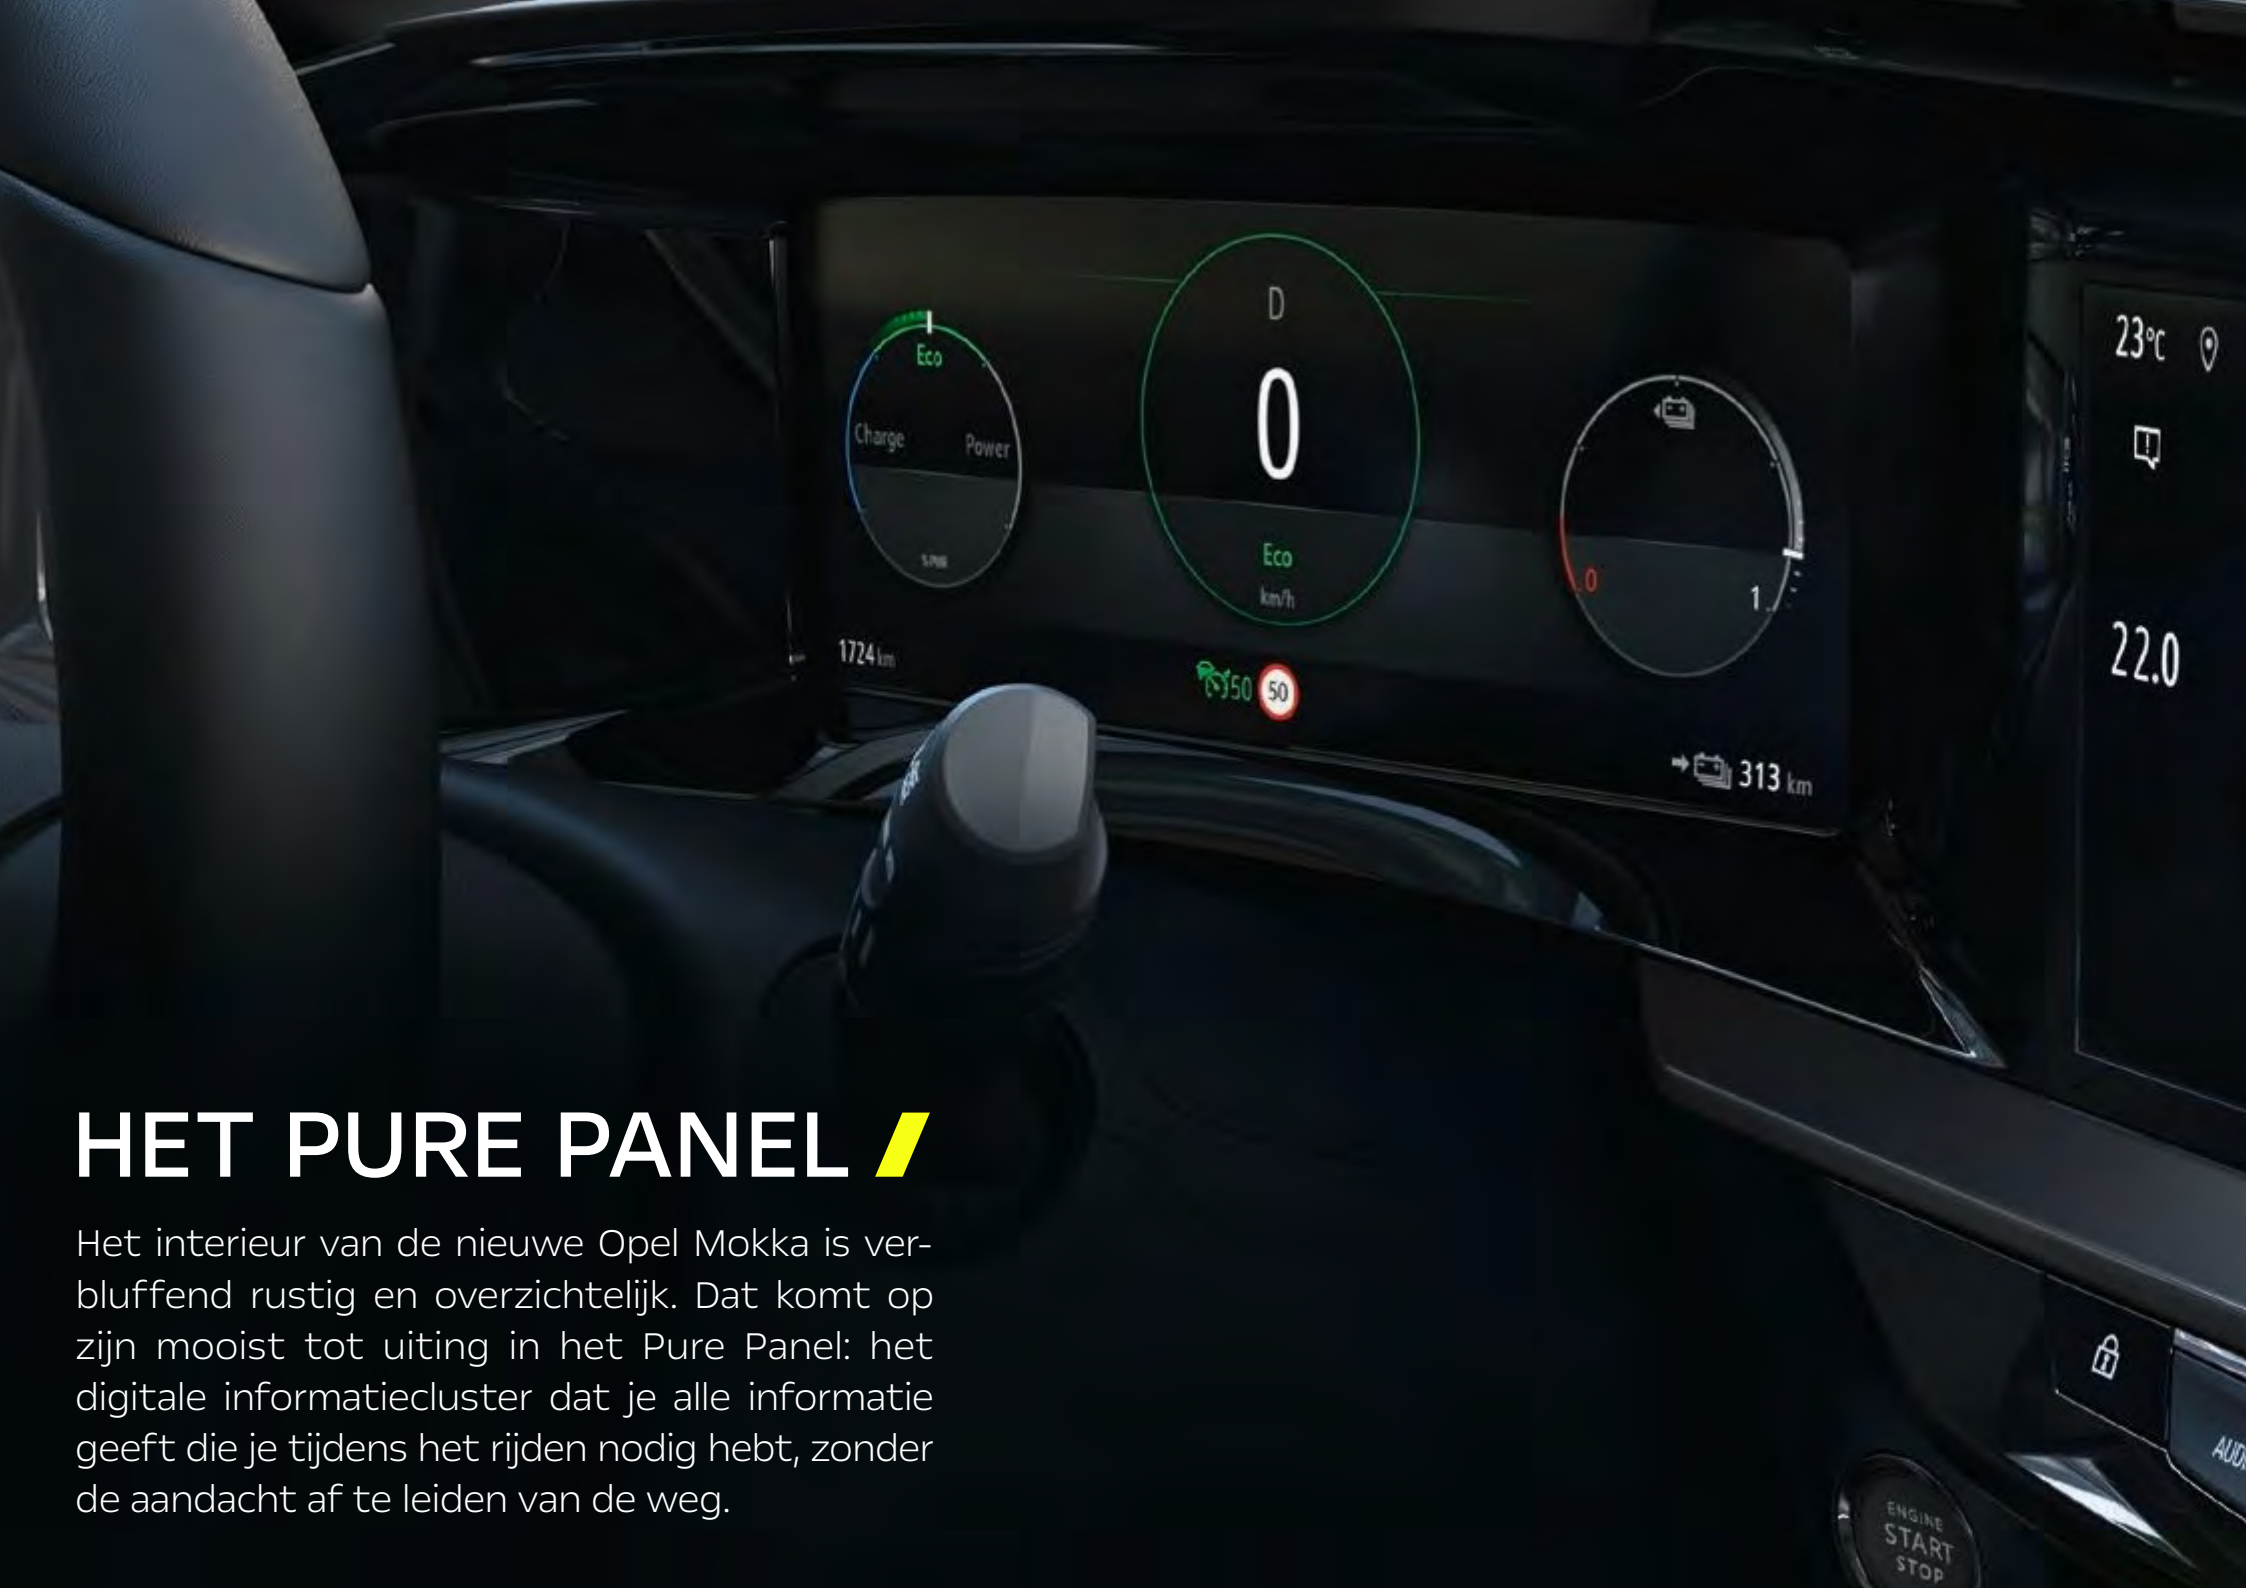 D
23°C
Eco
0
Charge
Power
Eco
km/h
0
1
1724 km
50
50
22.0
313 km
HET PURE PANEL
Het interieur van de nieuwe Opel Mokka is ver-
bluffend rustig en overzichtelijk. Dat komt op
zijn mooist tot uiting in het Pure Panel: het
digitale informatiecluster dat je alle informatie
geeft die je tijdens het rijden nodig hebt, zonder
de aandacht af te leiden van de weg.
ENGINE
START
STOP